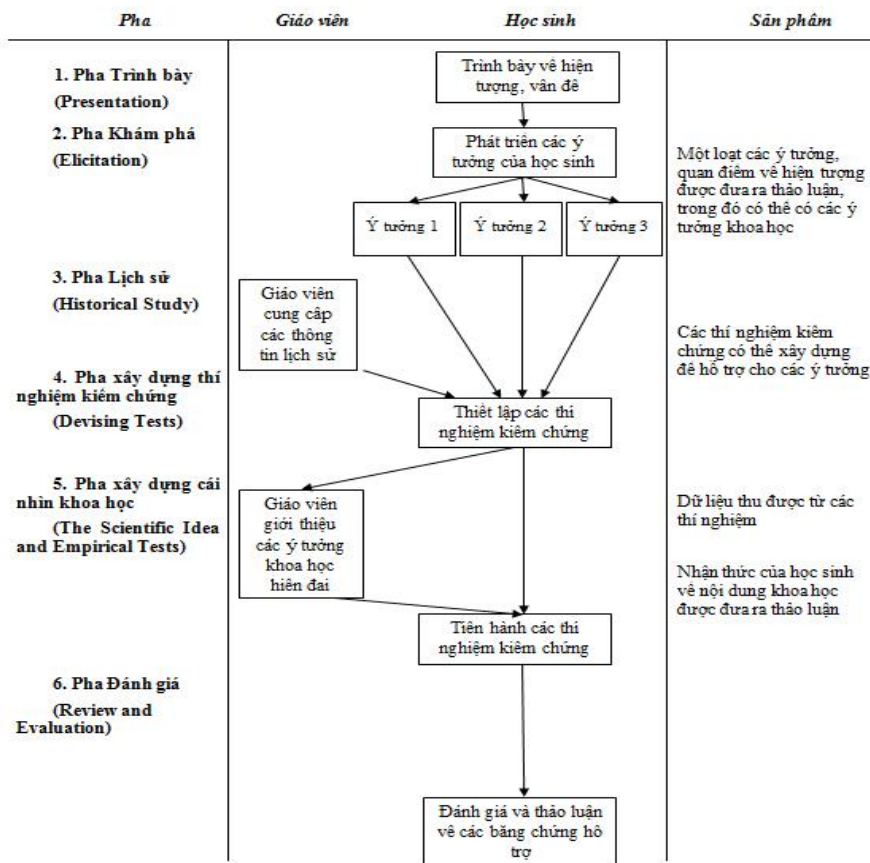 Pha
Giáo viên
Học sinh
Sản phẩm
1. Pha Trình bày
(Presentation)
2. Pha Khám phá
(Elicitation)
3. Pha Lịch sử
(Historical Study)
4. Pha xây dựng thí
nghiệm kiểm chứng
(Devising Tests)
5. Pha xây dựng cái
nhìn khoa học
(The Scientific Idea
and Empirical Tests)
6. Pha Đánh giá
(Review and
Evaluation)
Giáo viên
cung cấp
các thông
tin lịch sử
Giáo viên
giới thiệu
các ý tưởng
khoa học
hiện đại
Trình bày về hiện
tượng, vấn đề
Phát triển các ý
tưởng của học sinh
Ý tưởng 1
Ý tưởng 2
Ý tưởng 3
Thiết lập các thí
nghiệm kiểm chứng
Tiến hành các thí
nghiệm kiểm chứng
Đánh giá và thảo luận
về các bằng chứng hỗ
trợ
Một loạt các ý tưởng,
quan điểm về hiện tượng
được đưa ra thảo luận,
trong đó có thể có các ý
tưởng khoa học
Các thí nghiệm kiểm
chứng có thể xây dựng
để hỗ trợ cho các ý tưởng
Dữ liệu thu được từ các
thí nghiệm
Nhận thức của học sinh
về nội dung khoa học
được đưa ra thảo luận